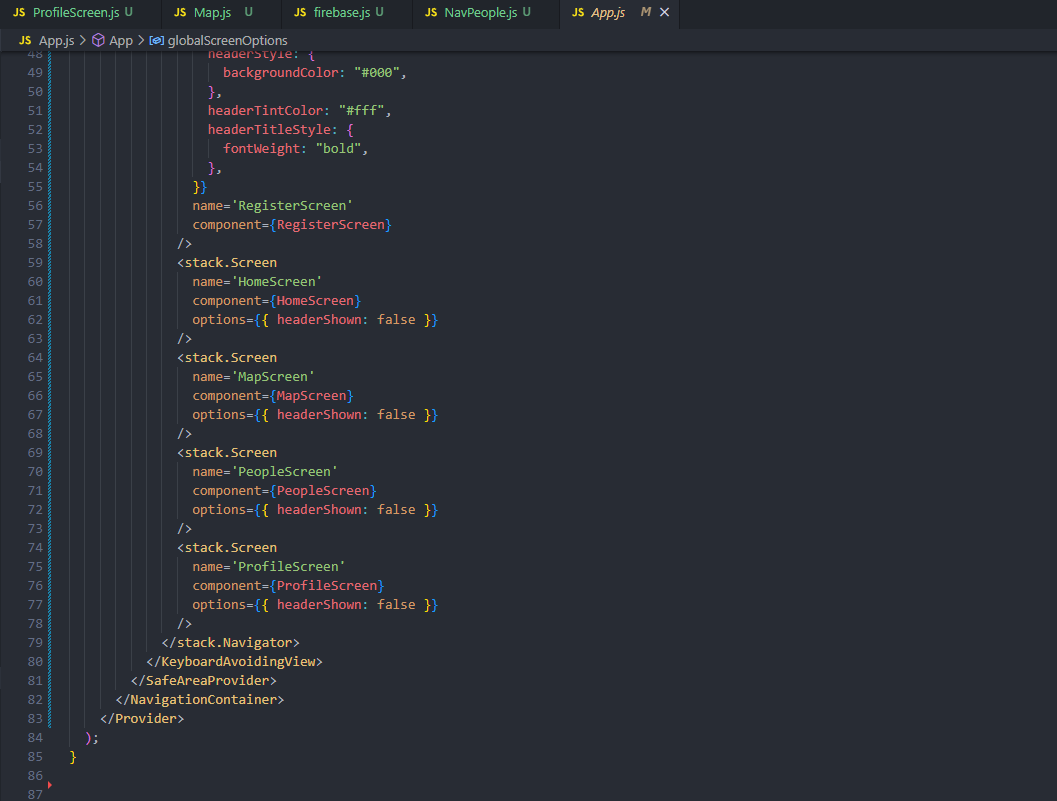 JS ProfileScreen.js U JS Map.js U JS firebase.js U JS NavPeople.js U JS App.js M ×
JS App.js > App > globalScreenOptions
48 headerStyle: {
49 backgroundColor: "#000",
50 },
51 headerTintColor: "#fff",
52 headerTitleStyle: {
53 fontWeight: "bold",
54 },
55 }}
56 name='RegisterScreen'
57 component={RegisterScreen}
58 />
59 <stack.Screen
60 name='HomeScreen'
61 component={HomeScreen}
62 options={{ headerShown: false }}
63 />
64 <stack.Screen
65 name='MapScreen'
66 component={MapScreen}
67 options={{ headerShown: false }}
68 />
69 <stack.Screen
70 name='PeopleScreen'
71 component={PeopleScreen}
72 options={{ headerShown: false }}
73 />
74 <stack.Screen
75 name='ProfileScreen'
76 component={ProfileScreen}
77 options={{ headerShown: false }}
78 />
79 </stack.Navigator>
80 </KeyboardAvoidingView>
81 </SafeAreaProvider>
82 </NavigationContainer>
83 </Provider>
84 );
85 }
86
87